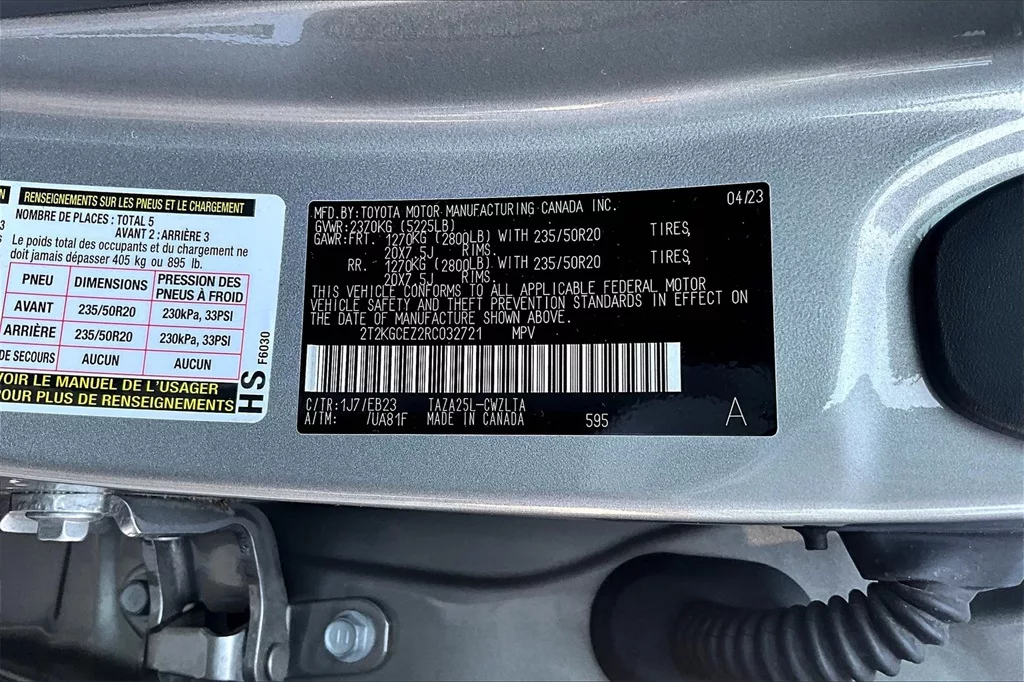 RENSEIGNEMENTS SUR LES PNEUS ET LE CHARGEMENT
NOMBRE DE PLACES : TOTAL 5
AVANT 2 : ARRIÈRE 3
Le poids total des occupants et du chargement ne
doit jamais dépasser 405 kg ou 895 lb.
PNEU DIMENSIONS PRESSION DES PNEUS À FROID
AVANT 235/50R20 230kPa, 33PSI
ARRIÈRE 235/50R20 230kPa, 33PSI
DE SECOURS AUCUN AUCUN
VOIR LE MANUEL DE L'USAGER
POUR PLUS DE RENSEIGNEMENTS
HS F6030
MFD.BY:TOYOTA MOTOR MANUFACTURING CANADA INC. 04/23
GVWR:2370KG (5225LB)
GAWR:FRT. 1270KG (2800LB) WITH 235/50R20 TIRES,
20X7.5J RIMS.
RR. 1270KG (2800LB) WITH 235/50R20 TIRES,
20X7.5J RIMS.
THIS VEHICLE CONFORMS TO ALL APPLICABLE FEDERAL MOTOR
VEHICLE SAFETY AND THEFT PREVENTION STANDARDS IN EFFECT ON
THE DATE OF MANUFACTURE SHOWN ABOVE.
2T2KGCEZ2RC032721 MPV
C/TR:1J7/EB23 TAZA25L-CWZLTA
A/TM: /UA81F MADE IN CANADA 595 A